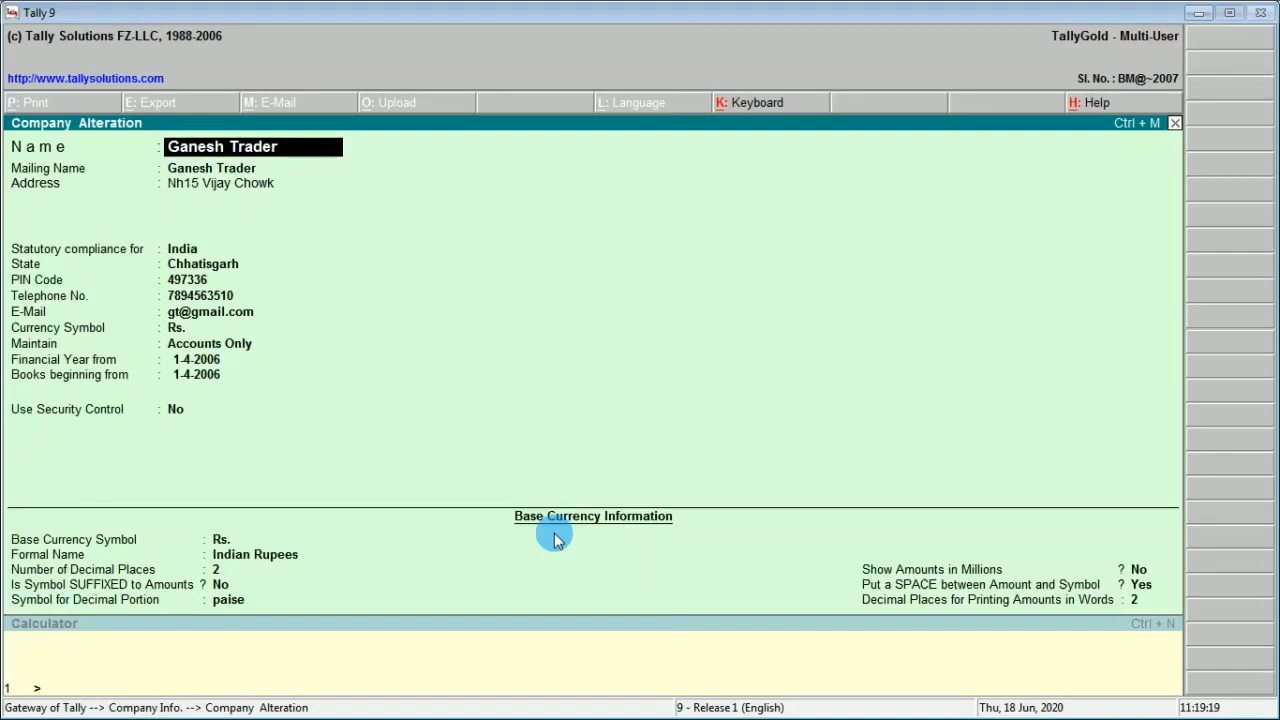 Tally 9
(c) Tally Solutions FZ-LLC, 1988-2006 TallyGold - Multi-User
http://www.tallysolutions.com Sl. No. : BM@~2007
P: Print E: Export M: E-Mail O: Upload L: Language K: Keyboard H: Help
Company Alteration Ctrl + M
Name : Ganesh Trader
Mailing Name : Ganesh Trader
Address : Nh15 Vijay Chowk
Statutory compliance for : India
State : Chhatisgarh
PIN Code : 497336
Telephone No. : 7894563510
E-Mail : gt@gmail.com
Currency Symbol : Rs.
Maintain : Accounts Only
Financial Year from : 1-4-2006
Books beginning from : 1-4-2006
Use Security Control : No
Base Currency Information
Base Currency Symbol : Rs.
Formal Name : Indian Rupees
Number of Decimal Places : 2 Show Amounts in Millions ? No
Is Symbol SUFFIXED to Amounts ? No Put a SPACE between Amount and Symbol ? Yes
Symbol for Decimal Portion : paise Decimal Places for Printing Amounts in Words : 2
Calculator Ctrl + N
1 >
Gateway of Tally --> Company Info. --> Company Alteration 9 - Release 1 (English) Thu, 18 Jun, 2020 11:19:19